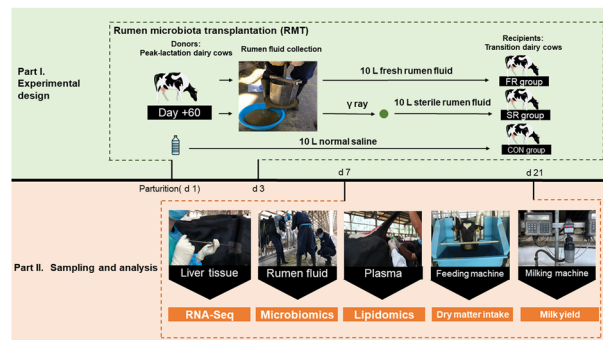 Rumen microbiota transplantation (RMT)
Donors:
Peak-lactation dairy cows
Rumen fluid collection
Recipients:
Transition dairy cows
Part I.
Experimental
design
10 L fresh rumen fluid
FR group
Day +60
γ ray
10 L sterile rumen fluid
SR group
10 L normal saline
CON group
Parturition( d 1)
d 3
d 7
d 21
Part II. Sampling and analysis
Liver tissue
Rumen fluid
Plasma
Feeding machine
Milking machine
RNA-Seq
Microbiomics
Lipidomics
Dry matter intake
Milk yield